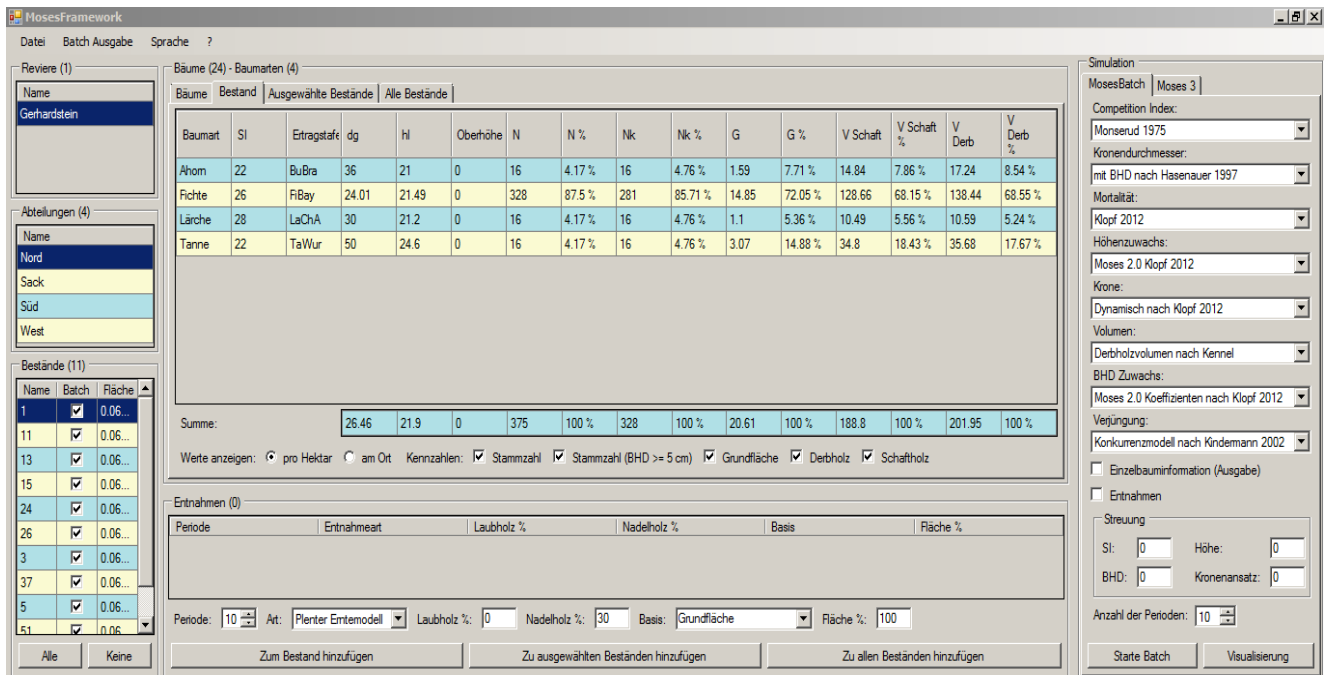 MosesFramework
Datei Batch Ausgabe Sprache ?
Reviere (1)
Name
Gerhardstein
Abteilungen (4)
Name
Nord
Sack
Süd
West
Bestände (11)
Name Batch Fläche
1 0.06...
11 0.06...
13 0.06...
15 0.06...
24 0.06...
26 0.06...
3 0.06...
37 0.06...
5 0.06...
51 0.06
Alle Keine
Bäume (24) - Baumarten (4)
Bäume Bestand Ausgewählte Bestände Alle Bestände
Baumart SI Ertragstafe dg hl Oberhöhe N N % Nk Nk % G G % V Schaft V Schaft % V Derb V Derb %
Ahorn 22 BuBra 36 21 0 16 4.17 % 16 4.76 % 1.59 7.71 % 14.84 7.86 % 17.24 8.54 %
Fichte 26 FiBay 24.01 21.49 0 328 87.5 % 281 85.71 % 14.85 72.05 % 128.66 68.15 % 138.44 68.55 %
Lärche 28 LaChA 30 21.2 0 16 4.17 % 16 4.76 % 1.1 5.36 % 10.49 5.56 % 10.59 5.24 %
Tanne 22 TaWur 50 24.6 0 16 4.17 % 16 4.76 % 3.07 14.88 % 34.8 18.43 % 35.68 17.67 %
Summe: 26.46 21.9 0 375 100 % 328 100 % 20.61 100 % 188.8 100 % 201.95 100 %
Werte anzeigen: pro Hektar am Ort Kennzahlen: Stammzahl Stammzahl (BHD >= 5 cm) Grundfläche Derbholz Schaftholz
Entnahmen (0)
Periode Entnahmeart Laubholz % Nadelholz % Basis Fläche %
Periode: 10 Art: Plenter Erntemodell Laubholz %: 0 Nadelholz %: 30 Basis: Grundfläche Fläche %: 100
Zum Bestand hinzufügen Zu ausgewählten Beständen hinzufügen Zu allen Beständen hinzufügen
Simulation
MosesBatch Moses 3
Competition Index:
Monserud 1975
Kronendurchmesser:
mit BHD nach Hasenauer 1997
Mortalität:
Klopf 2012
Höhenzuwachs:
Moses 2.0 Klopf 2012
Krone:
Dynamisch nach Klopf 2012
Volumen:
Derbholzvolumen nach Kennel
BHD Zuwachs:
Moses 2.0 Koeffizienten nach Klopf 2012
Verjüngung:
Konkurrenzmodell nach Kindermann 2002
Einzelbauminformation (Ausgabe)
Entnahmen
Streuung
SI: 0 Höhe: 0
BHD: 0 Kronenansatz: 0
Anzahl der Perioden: 10
Starte Batch Visualisierung